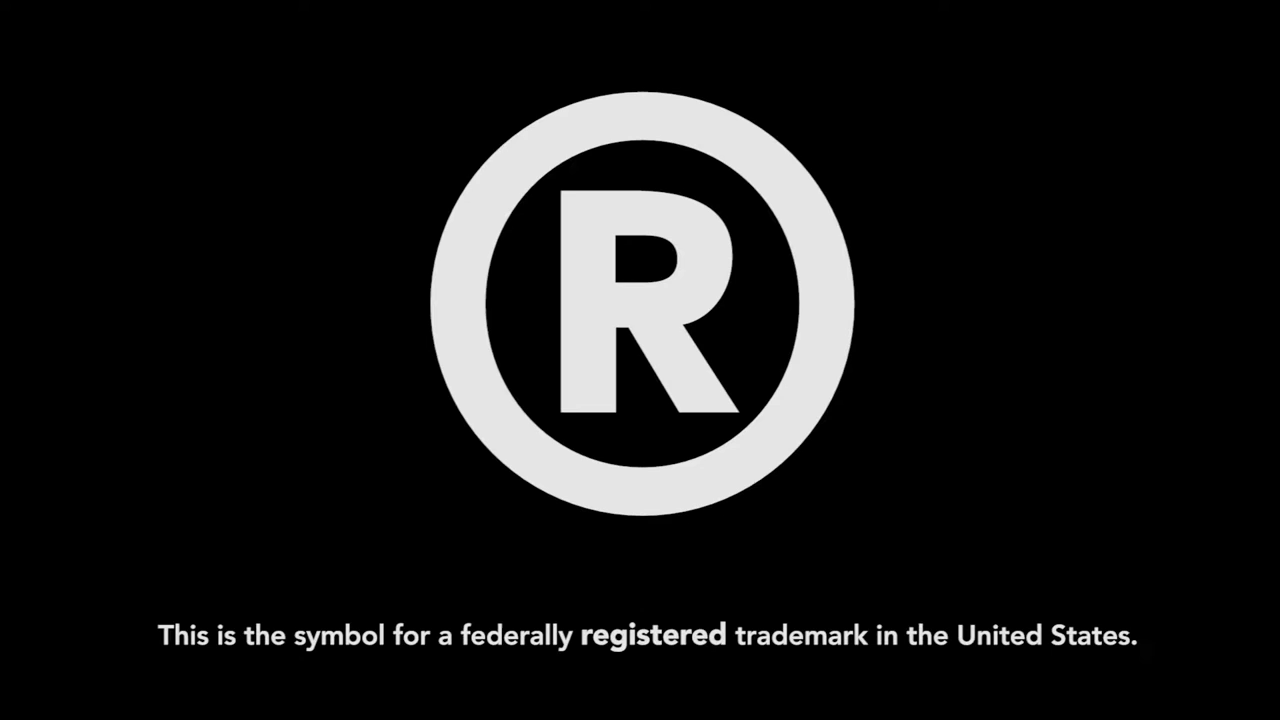 ®
This is the symbol for a federally registered trademark in the United States.